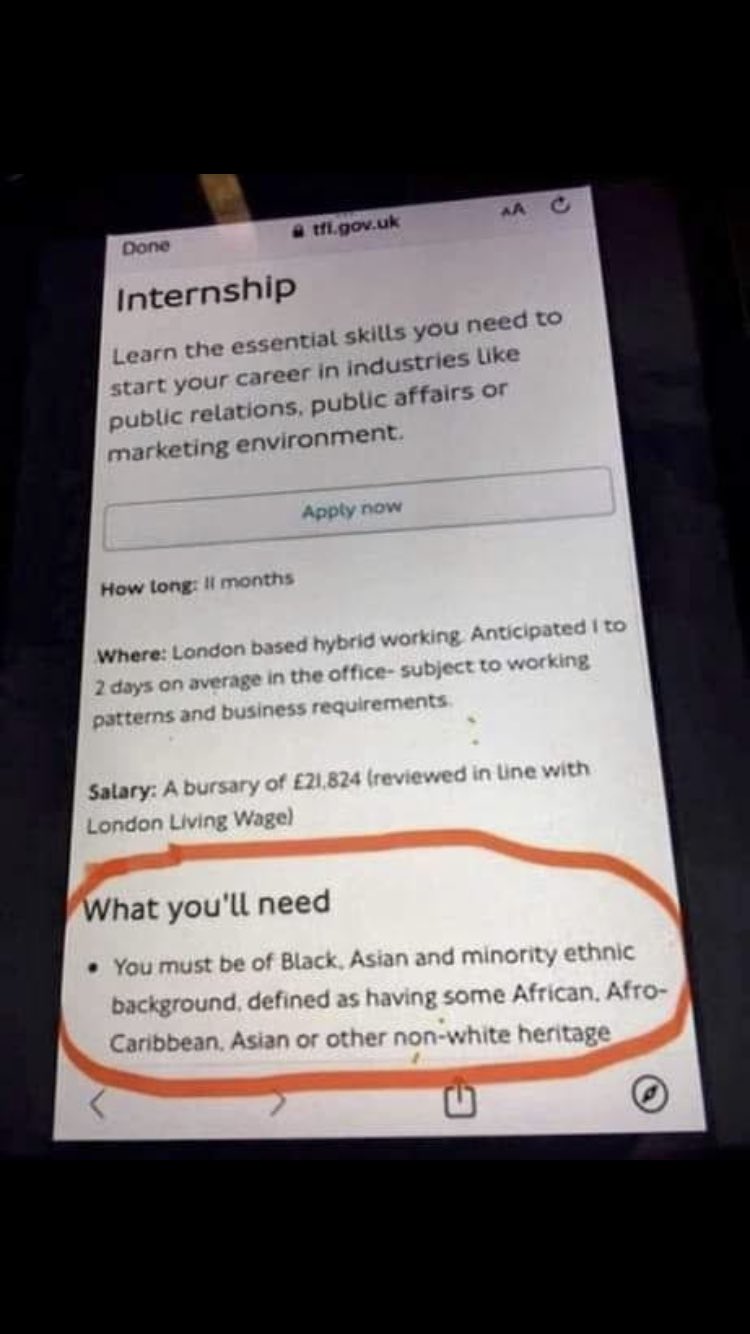 Done
tfl.gov.uk
AA
Internship
Learn the essential skills you need to
start your career in industries like
public relations, public affairs or
marketing environment.
Apply now
How long: 11 months
Where: London based hybrid working. Anticipated 1 to
2 days on average in the office- subject to working
patterns and business requirements.
Salary: A bursary of £21,824 (reviewed in line with
London Living Wage)
What you'll need
• You must be of Black, Asian and minority ethnic
background, defined as having some African, Afro-
Caribbean, Asian or other non-white heritage